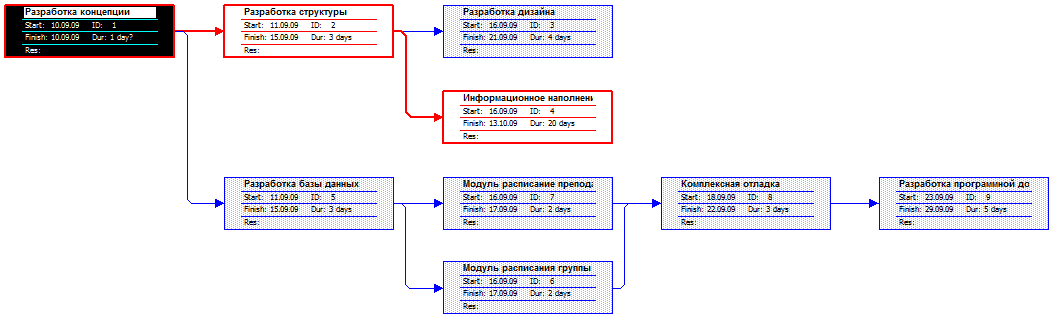 Разработка концепции
Start: 10.09.09 ID: 1
Finish: 10.09.09 Dur: 1 day?
Res:
Разработка структуры
Start: 11.09.09 ID: 2
Finish: 15.09.09 Dur: 3 days
Res:
Разработка дизайна
Start: 16.09.09 ID: 3
Finish: 21.09.09 Dur: 4 days
Res:
Информационное наполнени
Start: 16.09.09 ID: 4
Finish: 13.10.09 Dur: 20 days
Res:
Разработка базы данных
Start: 11.09.09 ID: 5
Finish: 15.09.09 Dur: 3 days
Res:
Модуль расписание препода
Start: 16.09.09 ID: 7
Finish: 17.09.09 Dur: 2 days
Res:
Комплексная отладка
Start: 18.09.09 ID: 8
Finish: 22.09.09 Dur: 3 days
Res:
Разработка программной до
Start: 23.09.09 ID: 9
Finish: 29.09.09 Dur: 5 days
Res:
Модуль расписания группы
Start: 16.09.09 ID: 6
Finish: 17.09.09 Dur: 2 days
Res: